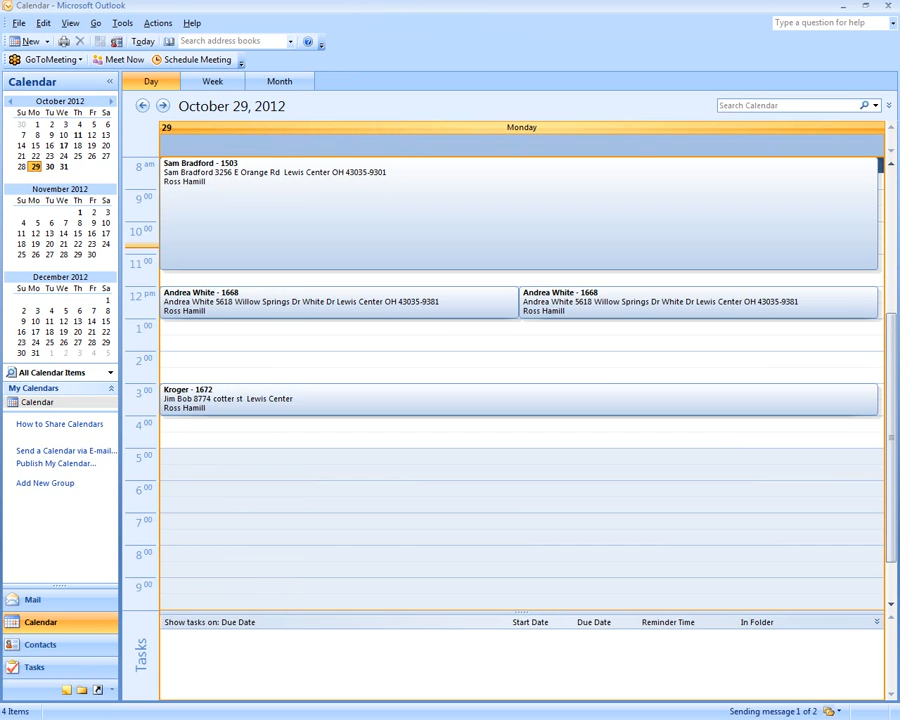 Calendar - Microsoft Outlook
File Edit View Go Tools Actions Help
Type a question for help
New Today Search address books
GoToMeeting Meet Now Schedule Meeting
Calendar «
Day Week Month
October 2012
Su Mo Tu We Th Fr Sa
30 1 2 3 4 5 6
7 8 9 10 11 12 13
14 15 16 17 18 19 20
21 22 23 24 25 26 27
28 29 30 31
November 2012
Su Mo Tu We Th Fr Sa
1 2 3
4 5 6 7 8 9 10
11 12 13 14 15 16 17
18 19 20 21 22 23 24
25 26 27 28 29 30
December 2012
Su Mo Tu We Th Fr Sa
1
2 3 4 5 6 7 8
9 10 11 12 13 14 15
16 17 18 19 20 21 22
23 24 25 26 27 28 29
30 31 1 2 3 4 5
All Calendar Items
My Calendars
Calendar
How to Share Calendars
Send a Calendar via E-mail...
Publish My Calendar...
Add New Group
Mail
Calendar
Contacts
Tasks
October 29, 2012
Search Calendar
29 Monday
8 am
Sam Bradford - 1503
Sam Bradford 3256 E Orange Rd Lewis Center OH 43035-9301
Ross Hamill
9 00
10 00
11 00
12 pm
Andrea White - 1668
Andrea White 5618 Willow Springs Dr White Dr Lewis Center OH 43035-9381
Ross Hamill
Andrea White - 1668
Andrea White 5618 Willow Springs Dr White Dr Lewis Center OH 43035-9381
Ross Hamill
1 00
2 00
3 00
Kroger - 1672
Jim Bob 8774 cotter st Lewis Center
Ross Hamill
4 00
5 00
6 00
7 00
8 00
9 00
Tasks
Show tasks on: Due Date Start Date Due Date Reminder Time In Folder
4 Items
Sending message 1 of 2